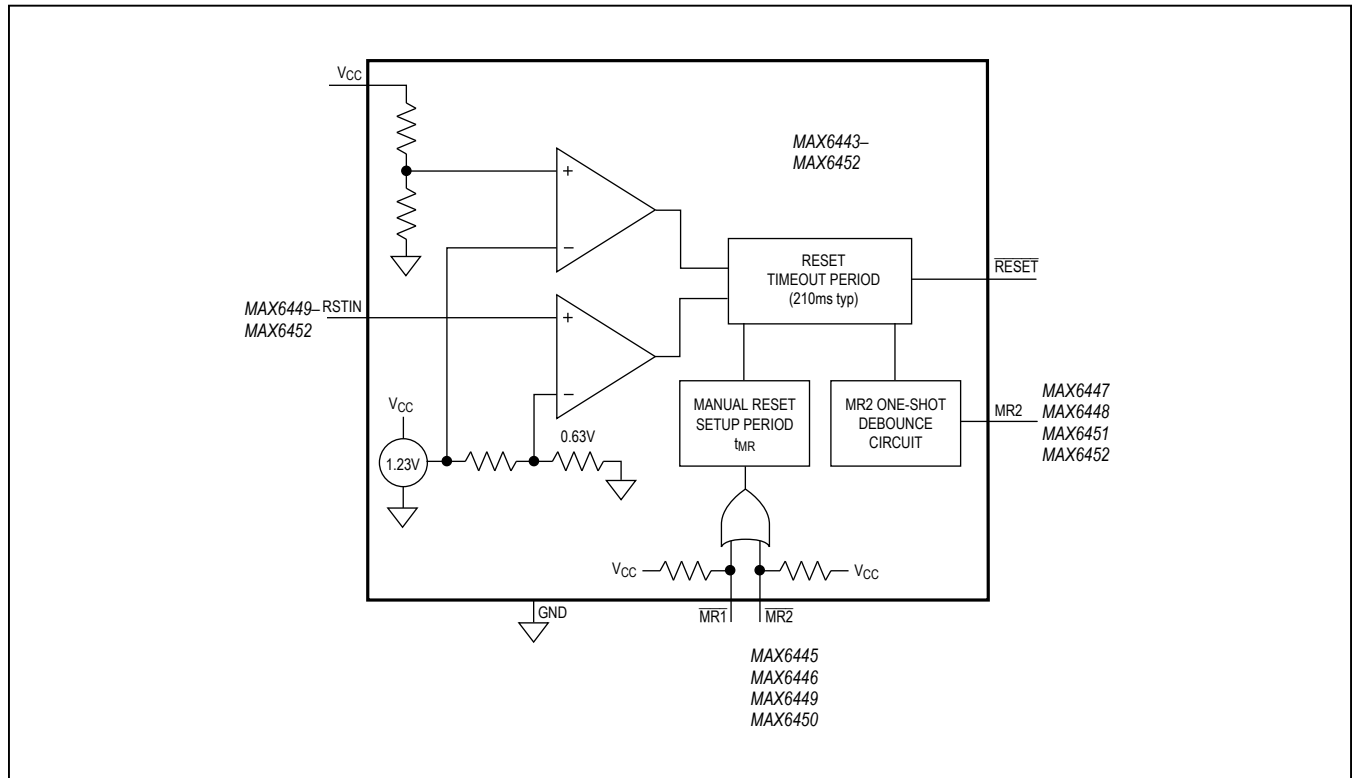 VCC
MAX6443–
MAX6452
RESET
TIMEOUT PERIOD
(210ms typ)
RESET
MAX6449–
MAX6452
RSTIN
VCC
1.23V
0.63V
MANUAL RESET
SETUP PERIOD
tMR
MR2 ONE-SHOT
DEBOUNCE
CIRCUIT
MR2
MAX6447
MAX6448
MAX6451
MAX6452
VCC
VCC
GND
MR1
MR2
MAX6445
MAX6446
MAX6449
MAX6450